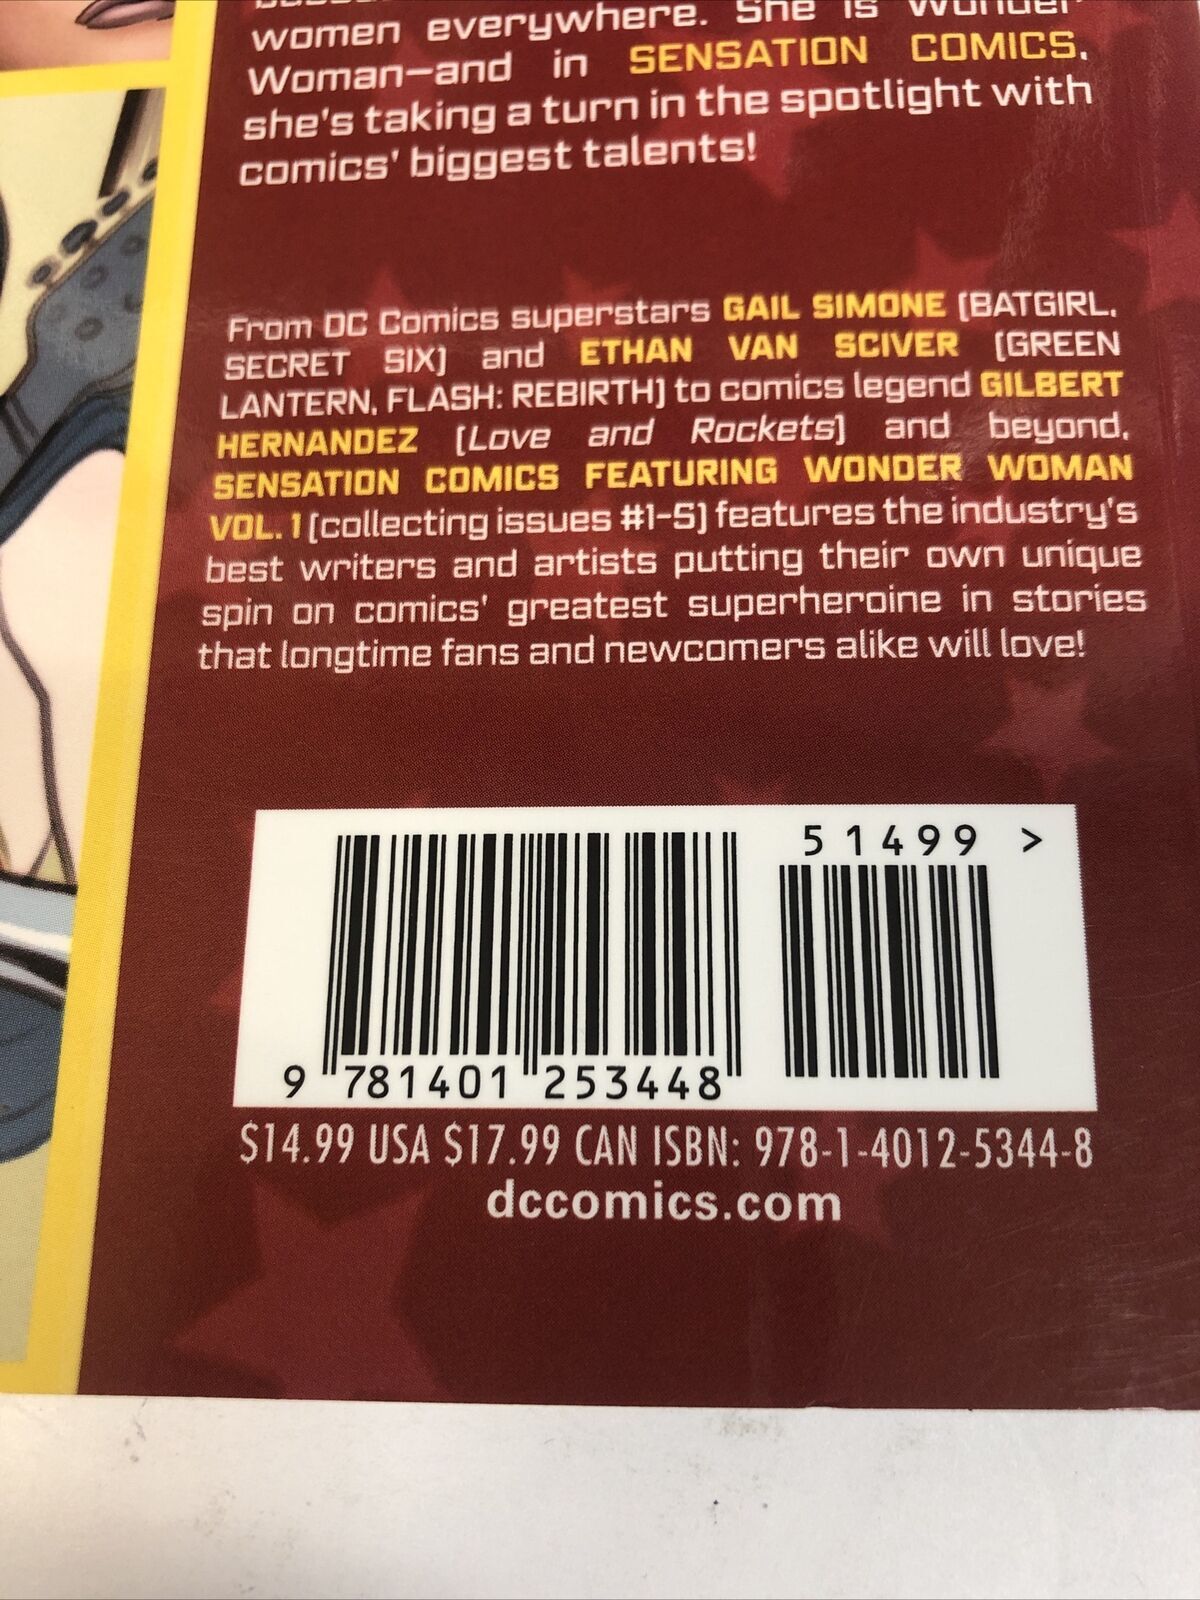 women everywhere. She is Wonder
Woman—and in SENSATION COMICS,
she's taking a turn in the spotlight with
comics' biggest talents!
From DC Comics superstars GAIL SIMONE (BATGIRL,
SECRET SIX) and ETHAN VAN SCIVER (GREEN
LANTERN, FLASH: REBIRTH) to comics legend GILBERT
HERNANDEZ (Love and Rockets) and beyond,
SENSATION COMICS FEATURING WONDER WOMAN
VOL. 1 (collecting issues #1-5) features the industry's
best writers and artists putting their own unique
spin on comics' greatest superheroine in stories
that longtime fans and newcomers alike will love!
51499 >
9 781401 253448
$14.99 USA $17.99 CAN ISBN: 978-1-4012-5344-8
dccomics.com